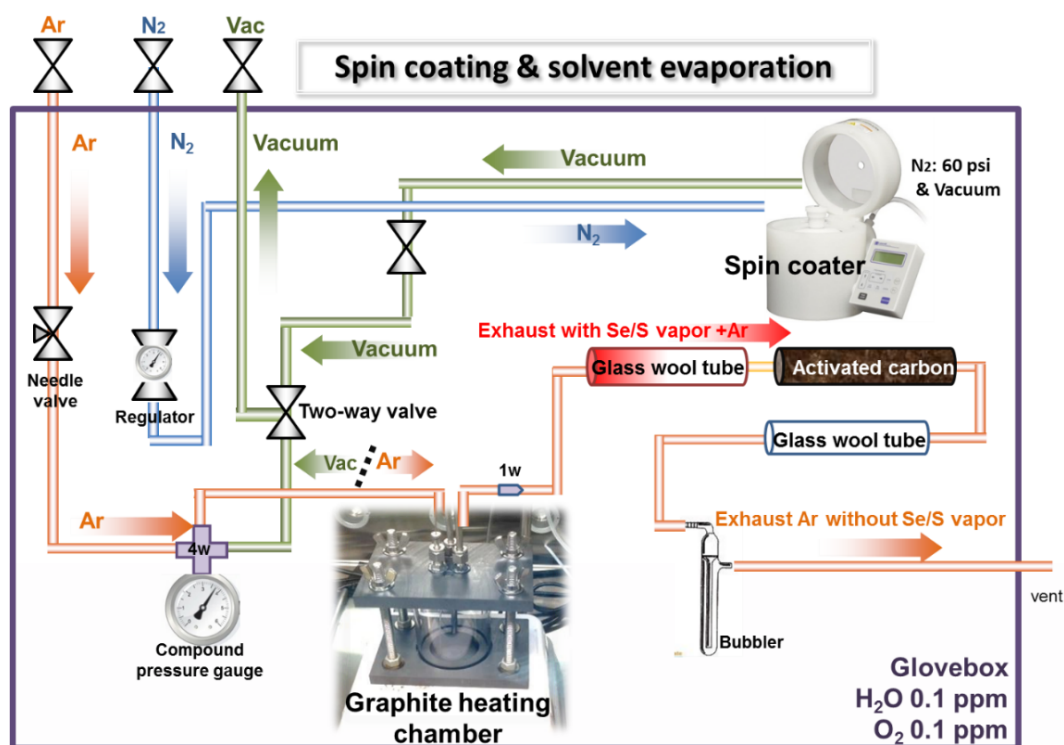 Ar
N2
Vac
Spin coating & solvent evaporation
Ar
N2
Vacuum
Vacuum
N2: 60 psi
& Vacuum
N2
Spin coater
Exhaust with Se/S vapor +Ar
Vacuum
Needle
valve
Regulator
Glass wool tube
Activated carbon
Two-way valve
Glass wool tube
Vac
Ar
1w
Ar
4w
Exhaust Ar without Se/S vapor
vent
Bubbler
Compound
pressure gauge
Graphite heating
chamber
Glovebox
H₂O 0.1 ppm
O₂ 0.1 ppm